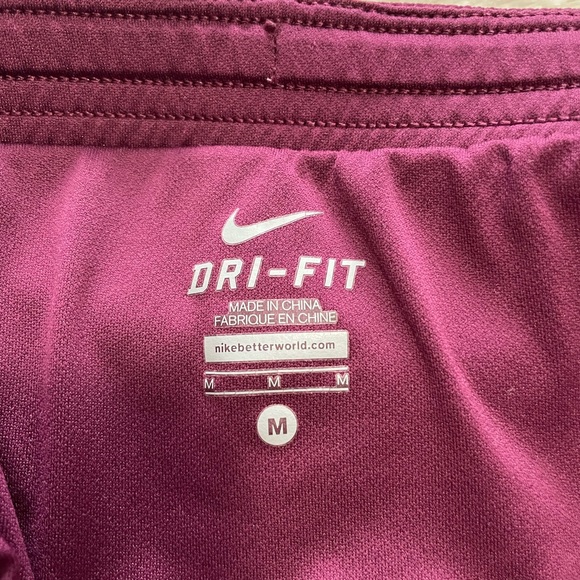 DRI-FIT
MADE IN CHINA
FABRIQUE EN CHINE
nikebetterworld.com
M M M
M